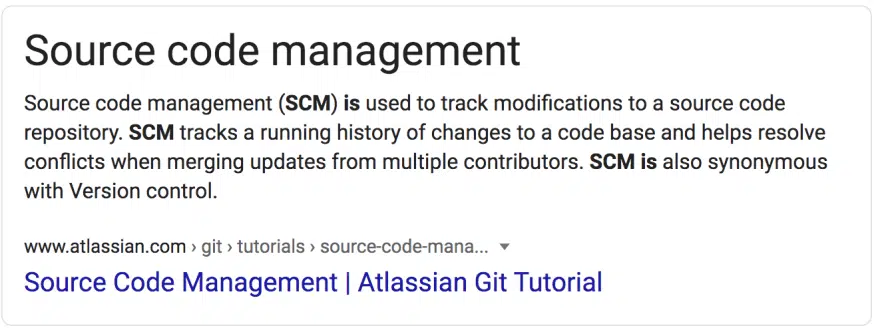 Source code management
Source code management (SCM) is used to track modifications to a source code
repository. SCM tracks a running history of changes to a code base and helps resolve
conflicts when merging updates from multiple contributors. SCM is also synonymous
with Version control.
www.atlassian.com › git › tutorials › source-code-mana...
Source Code Management | Atlassian Git Tutorial